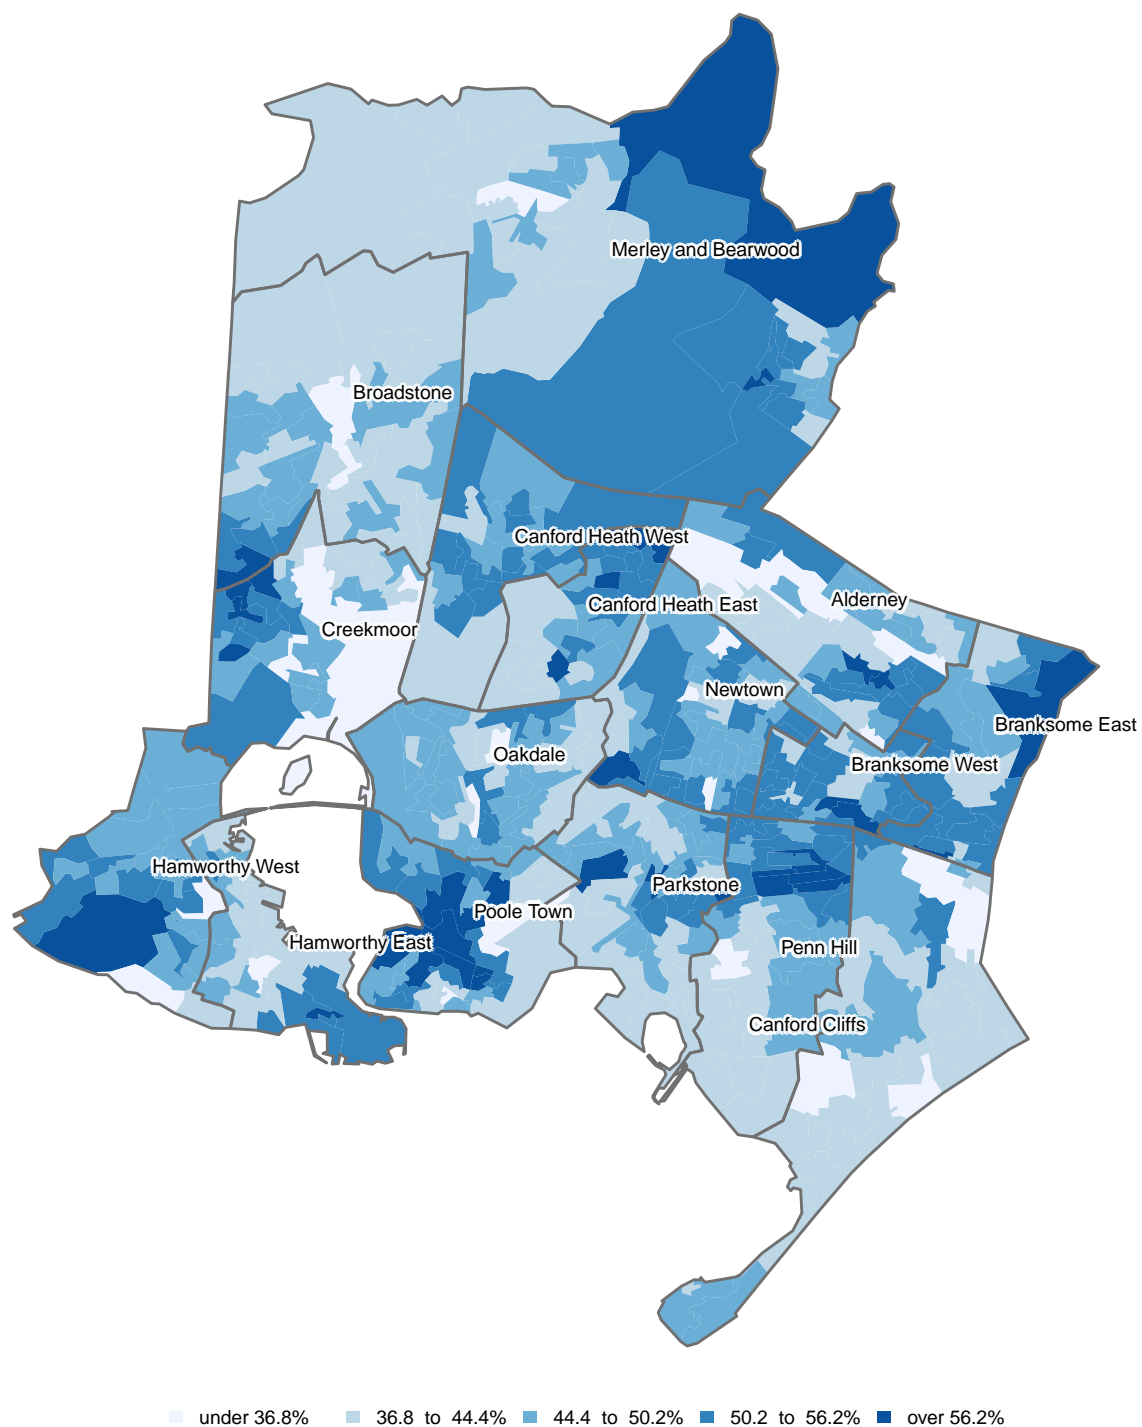 Merley and Bearwood
Broadstone
Canford Heath West
Alderney
Canford Heath East
Creekmoor
Newtown
Branksome East
Oakdale
Branksome West
Hamworthy West
Parkstone
Poole Town
Hamworthy East
Penn Hill
Canford Cliffs
under 36.8% 36.8 to 44.4% 44.4 to 50.2% 50.2 to 56.2% over 56.2%